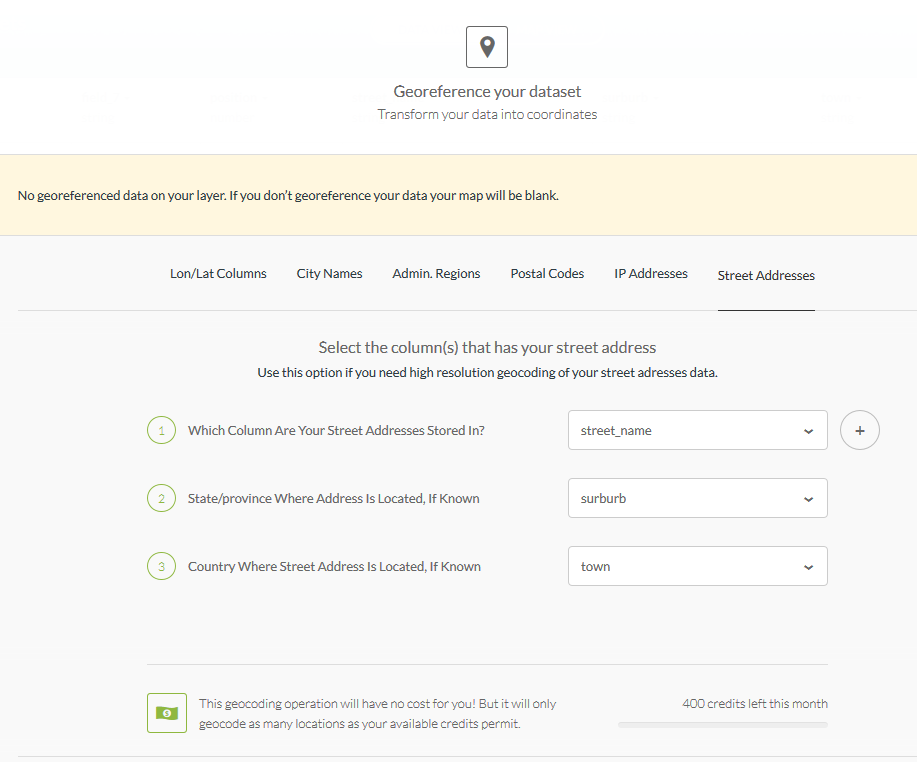 Georeference your dataset
Transform your data into coordinates
No georeferenced data on your layer. If you don't georeference your data your map will be blank.
Lon/Lat Columns City Names Admin. Regions Postal Codes IP Addresses Street Addresses
Select the column(s) that has your street address
Use this option if you need high resolution geocoding of your street adresses data.
1 Which Column Are Your Street Addresses Stored In? street_name +
2 State/province Where Address Is Located, If Known surburb
3 Country Where Street Address Is Located, If Known town
This geocoding operation will have no cost for you! But it will only 400 credits left this month
geocode as many locations as your available credits permit.